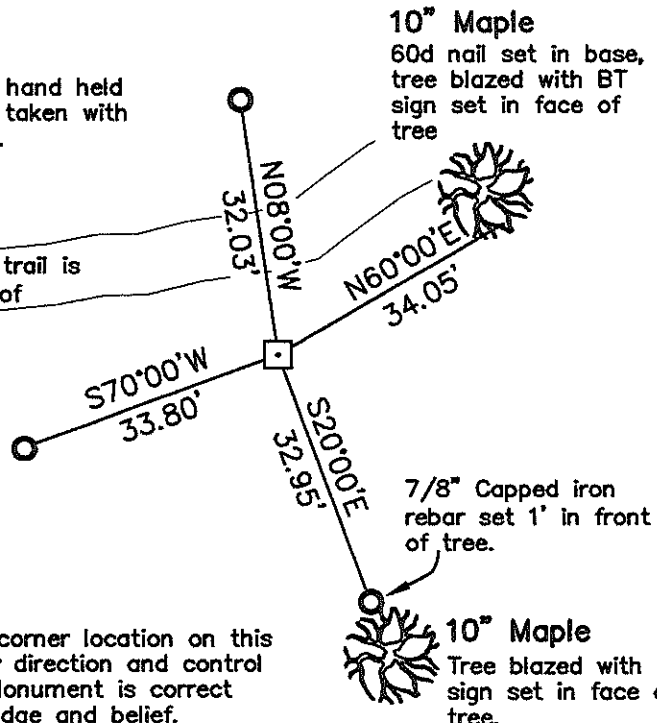 10" Maple
60d nail set in base,
tree blazed with BT
sign set in face of
tree
hand held
taken with
N08°00'W
32.03'
N60°00'E
34.05'
trail is
of
S70°00'W
33.80'
S20°00'E
32.95'
7/8" Capped iron
rebar set 1' in front
of tree.
corner location on this
direction and control
Monument is correct
dge and belief.
10" Maple
Tree blazed with
sign set in face
tree.